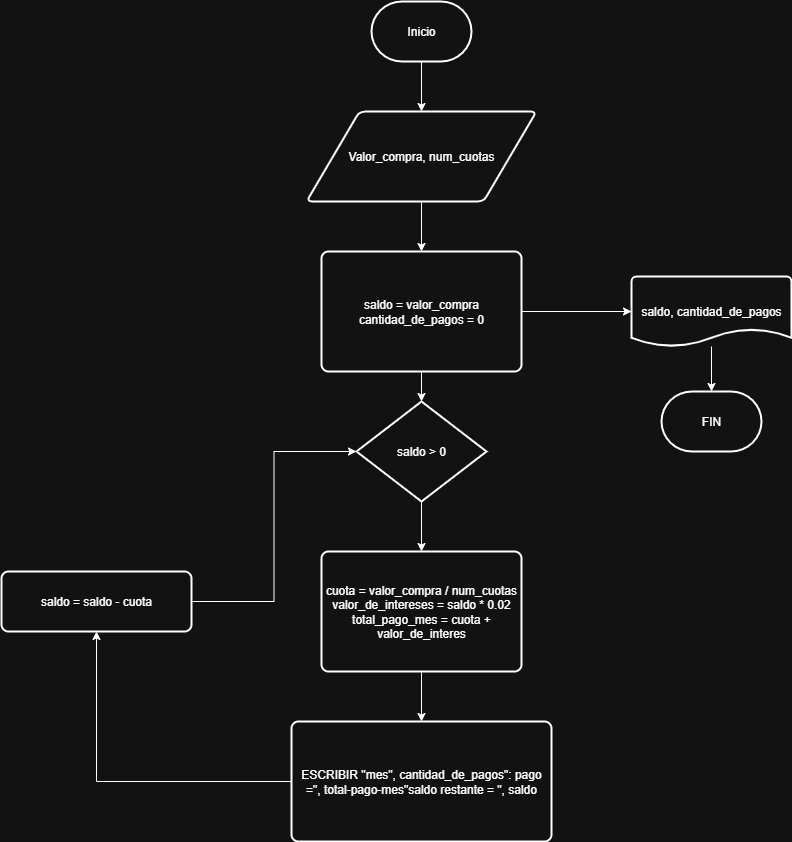 Inicio
Valor_compra, num_cuotas
saldo = valor_compra
cantidad_de_pagos = 0
saldo, cantidad_de_pagos
FIN
saldo > 0
cuota = valor_compra / num_cuotas
valor_de_intereses = saldo * 0.02
total_pago_mes = cuota +
valor_de_interes
saldo = saldo - cuota
ESCRIBIR "mes", cantidad_de_pagos": pago
=", total-pago-mes"saldo restante = ", saldo